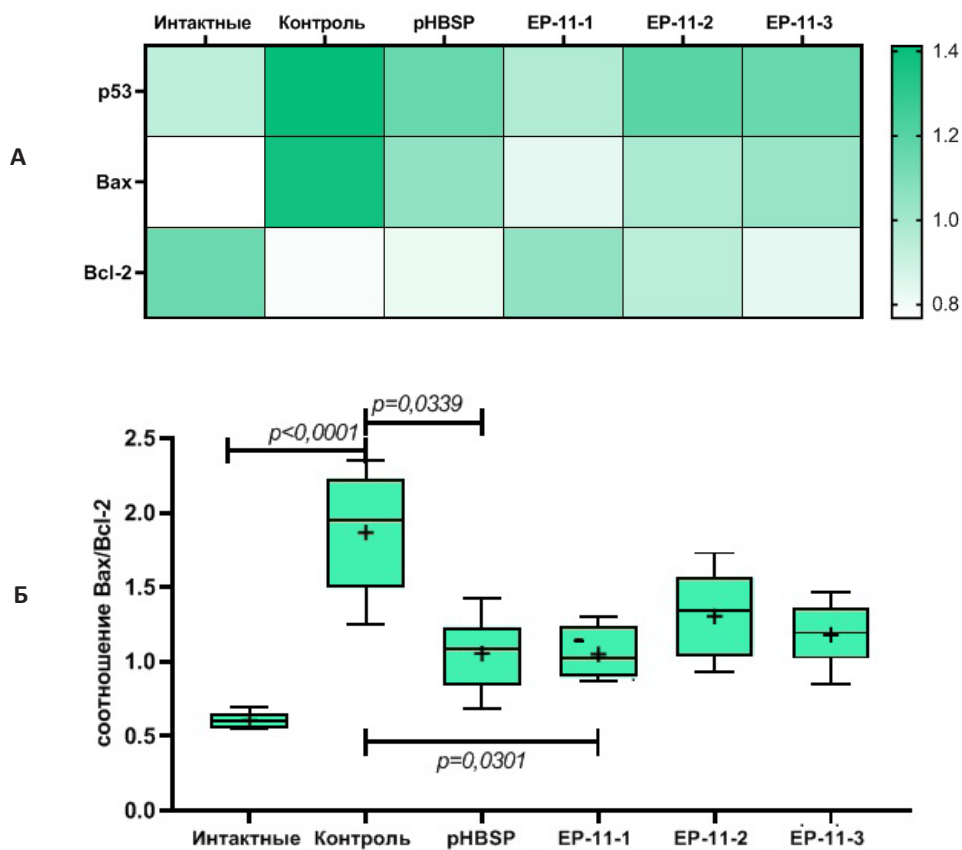 Интактные Контроль pHBSP EP-11-1 EP-11-2 EP-11-3
А
p53
Bax
Bcl-2
1.4
1.2
1.0
0.8
Б
соотношение Bax/Bcl-2
2.5
2.0
1.5
1.0
0.5
0.0
p=0,0339
p<0,0001
p=0,0301
Интактные Контроль pHBSP EP-11-1 EP-11-2 EP-11-3